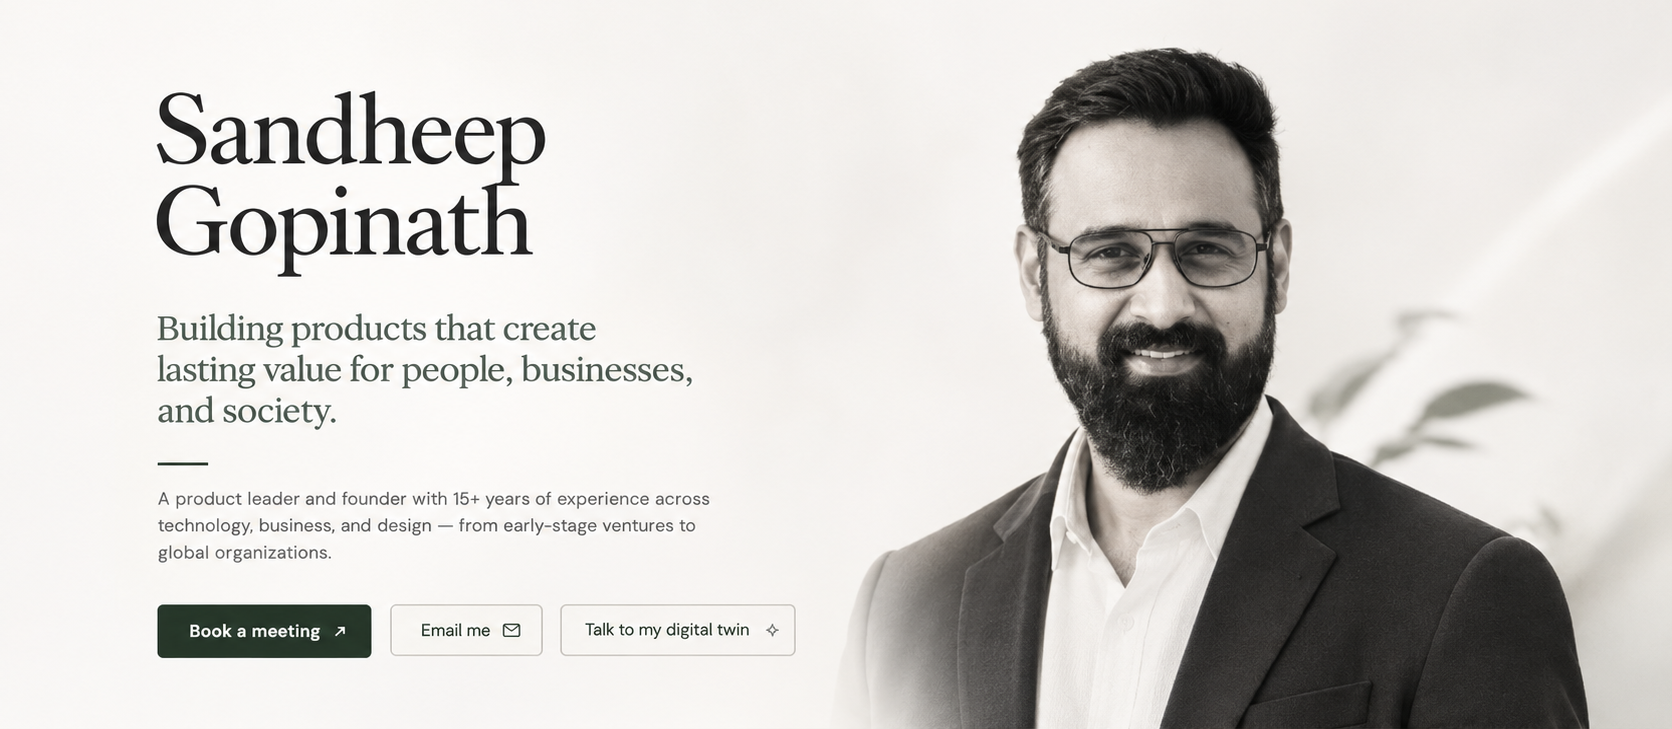 Sandheep
Gopinath
Building products that create
lasting value for people, businesses,
and society.
A product leader and founder with 15+ years of experience across
technology, business, and design — from early-stage ventures to
global organizations.
Book a meeting
Email me
Talk to my digital twin